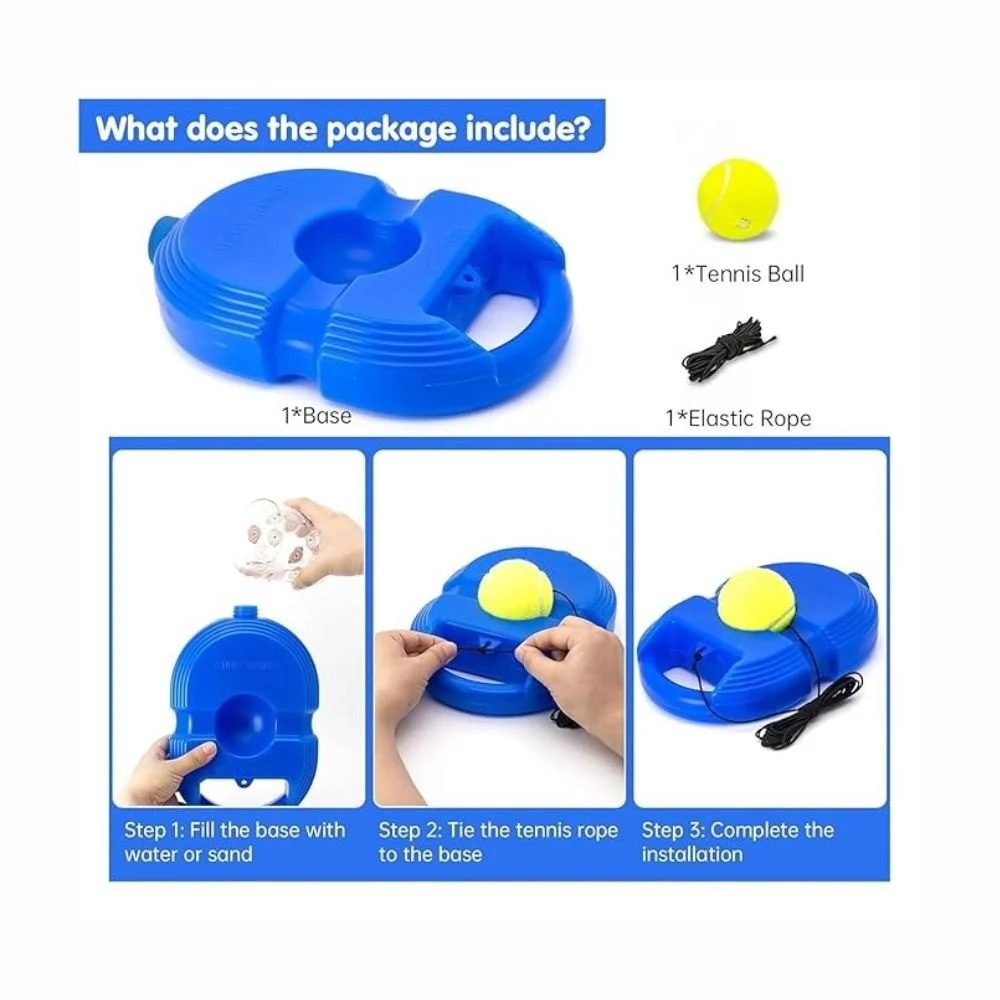 What does the package include?
1*Tennis Ball
1*Base
1*Elastic Rope
Step 1: Fill the base with
water or sand
Step 2: Tie the tennis rope
to the base
Step 3: Complete the
installation